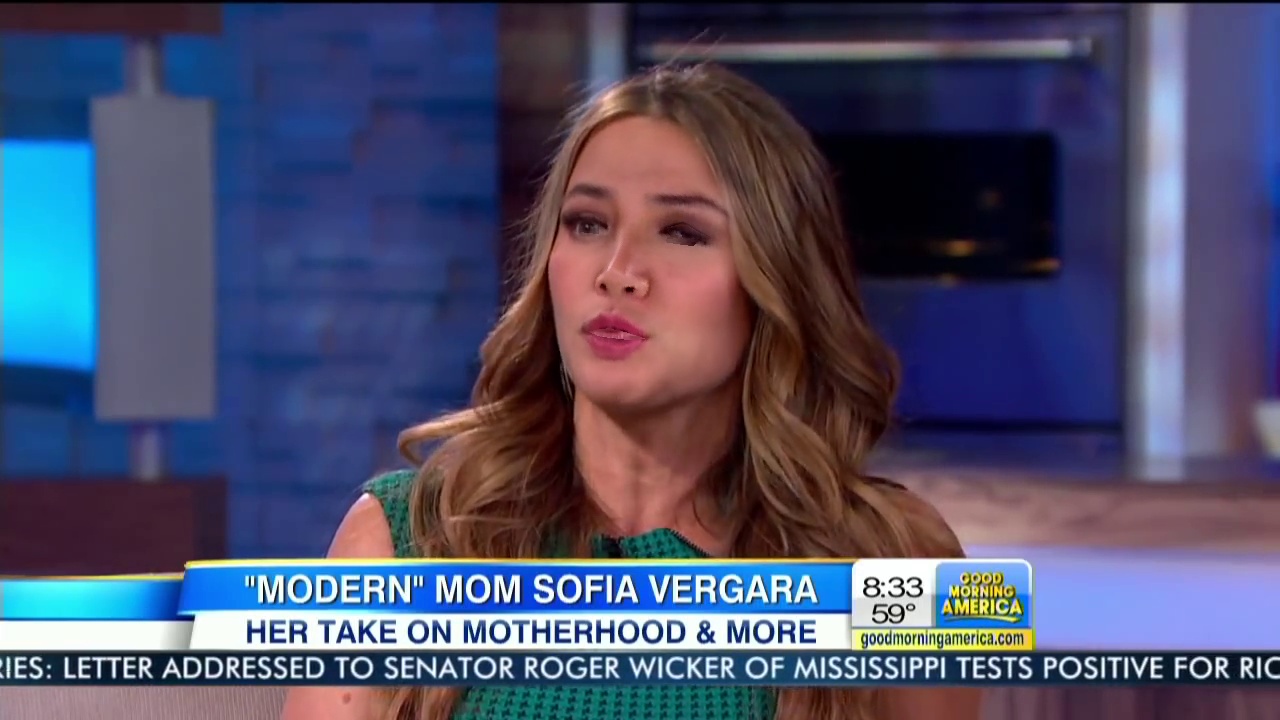 "MODERN" MOM SOFIA VERGARA
HER TAKE ON MOTHERHOOD & MORE
8:33
59°
GOOD
MORNING
AMERICA
goodmorningamerica.com
RIES: LETTER ADDRESSED TO SENATOR ROGER WICKER OF MISSISSIPPI TESTS POSITIVE FOR RIC